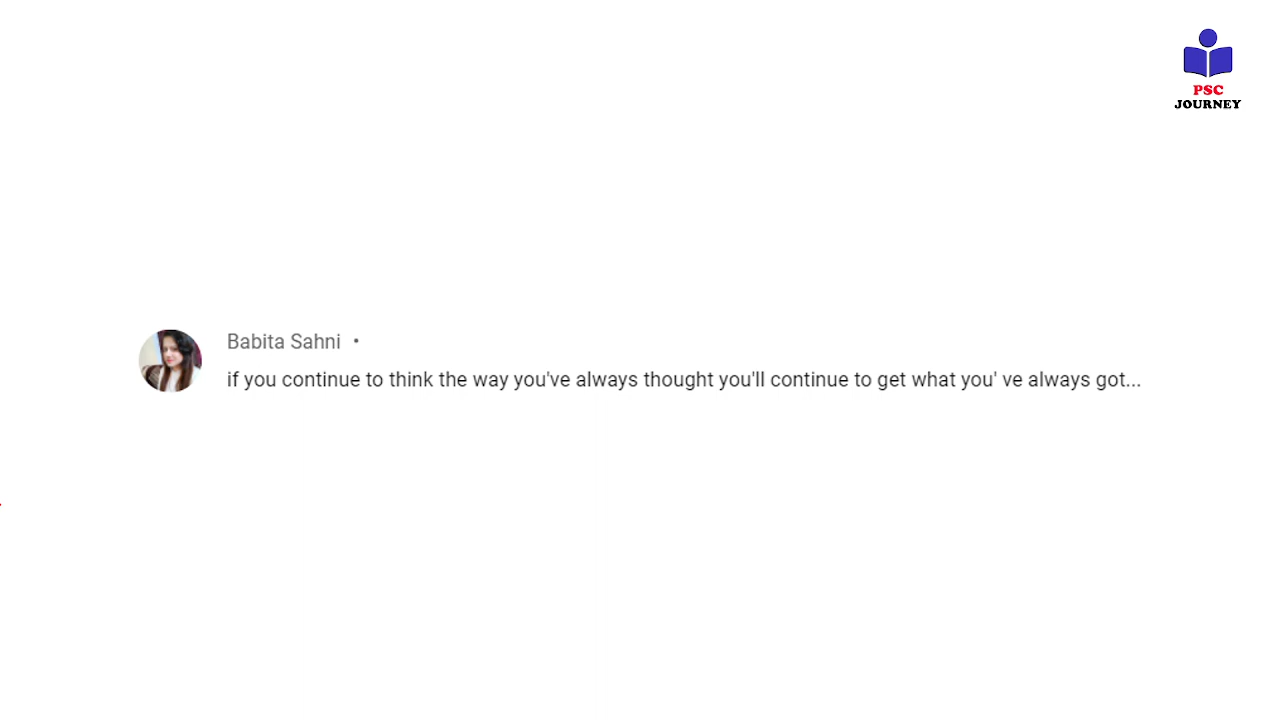 PSC
JOURNEY
Babita Sahni •
if you continue to think the way you've always thought you'll continue to get what you' ve always got...